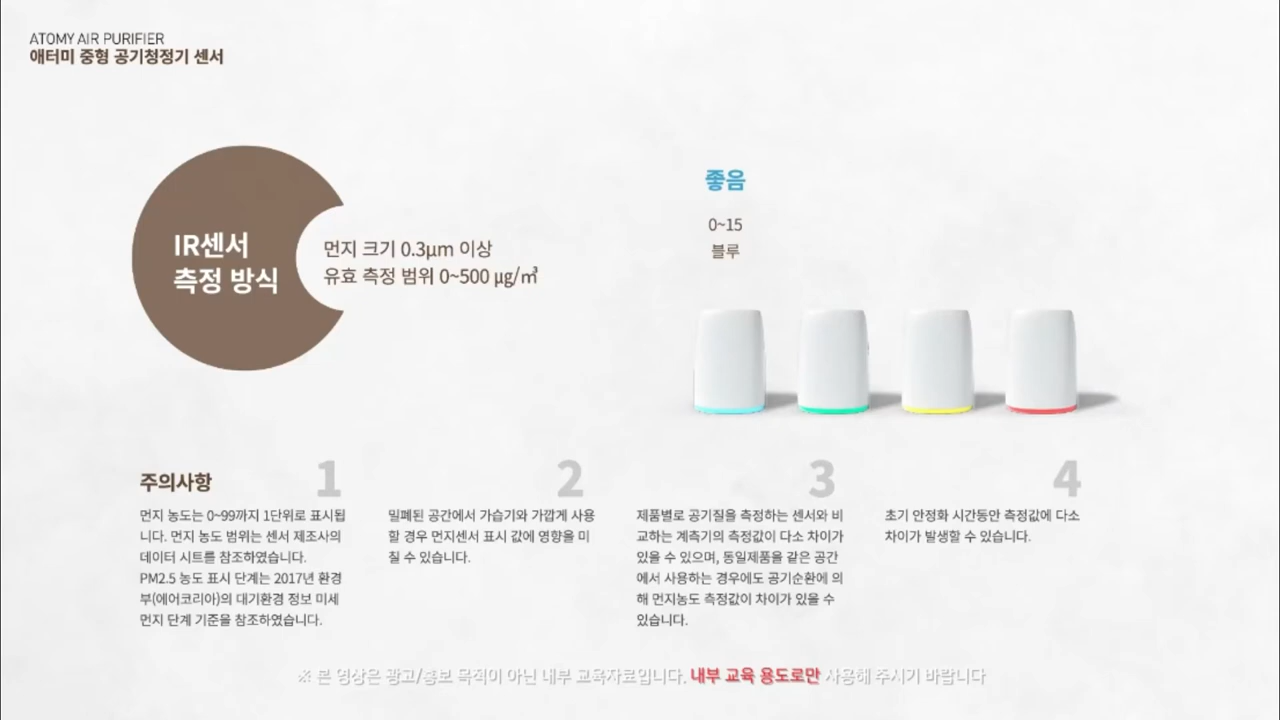 ATOMY AIR PURIFIER
애터미 중형 공기청정기 센서
IR센서
측정 방식
먼지 크기 0.3µm 이상
유효 측정 범위 0~500 µg/㎥
좋음
0~15
블루
주의사항
1
먼지 농도는 0~99까지 1단위로 표시됩
니다. 먼지 농도 범위는 센서 제조사의
데이터 시트를 참조하였습니다.
PM2.5 농도 표시 단계는 2017년 환경
부(에어코리아)의 대기환경 정보 미세
먼지 단계 기준을 참조하였습니다.
2
밀폐된 공간에서 가습기와 가깝게 사용
할 경우 먼지센서 표시 값에 영향을 미
칠 수 있습니다.
3
제품별로 공기질을 측정하는 센서와 비
교하는 계측기의 측정값이 다소 차이가
있을 수 있으며, 동일제품을 같은 공간
에서 사용하는 경우에도 공기순환에 의
해 먼지농도 측정값이 차이가 있을 수
있습니다.
4
초기 안정화 시간동안 측정값에 다소
차이가 발생할 수 있습니다.
※ 본 영상은 광고/홍보 목적이 아닌 내부 교육자료입니다. 내부 교육 용도로만 사용해 주시기 바랍니다